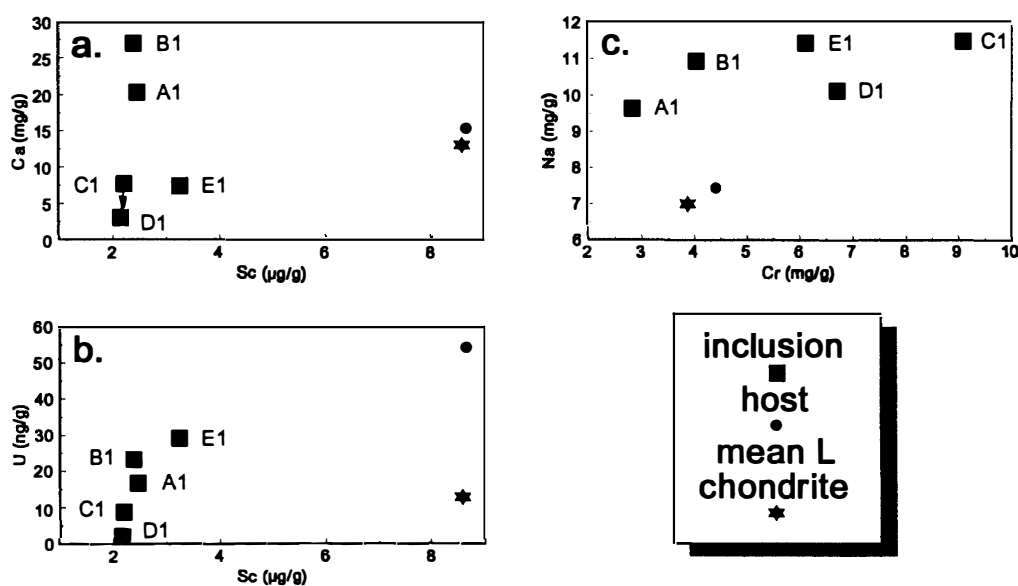 a.
30
25
20
15
10
5
0
Ca (mg/g)
B1
A1
C1
E1
D1
2 4 6 8
Sc (µg/g)
c.
12
11
10
9
8
7
6
Na (mg/g)
E1
C1
B1
D1
A1
2 3 4 5 6 7 8 9 10
Cr (mg/g)
b.
60
50
40
30
20
10
0
U (ng/g)
E1
B1
A1
C1
D1
2 4 6 8
Sc (µg/g)
inclusion
host
mean L
chondrite